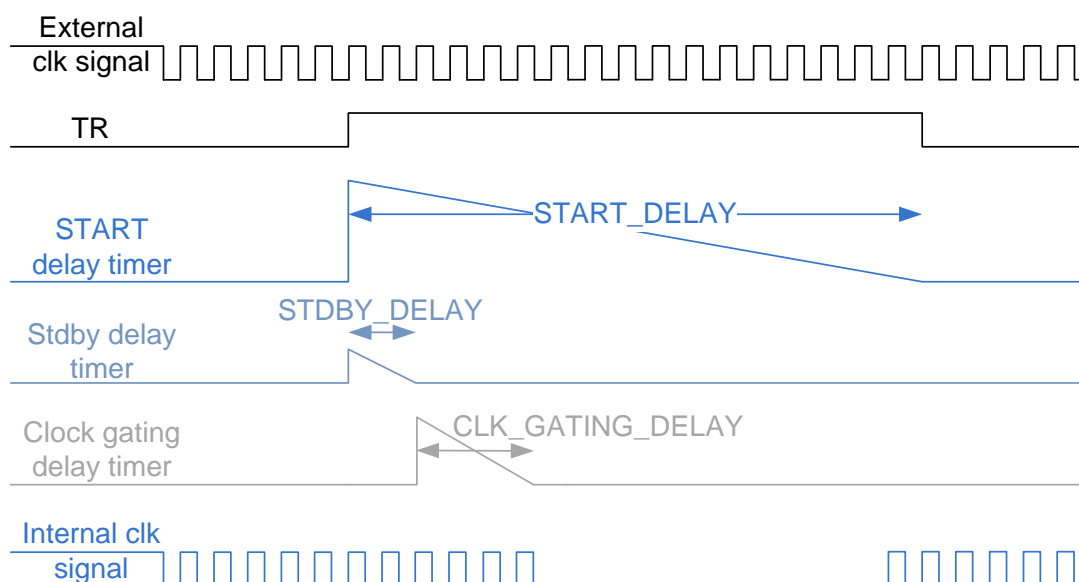 External
clk signal
TR
START
delay timer
START_DELAY
STDBY_DELAY
Stdby delay
timer
Clock gating
delay timer
CLK_GATING_DELAY
Internal clk
signal